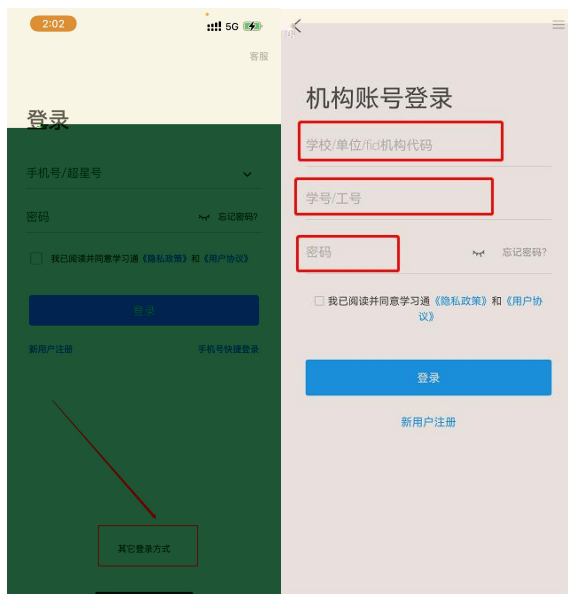 2:02
5G
客服
登录
手机号/超星号
密码
忘记密码?
我已阅读并同意学习通《隐私政策》和《用户协议》
登录
新用户注册
手机号快捷登录
其它登录方式
机构账号登录
学校/单位/fid机构代码
学号/工号
密码
忘记密码?
我已阅读并同意学习通《隐私政策》和《用户协
议》
登录
新用户注册